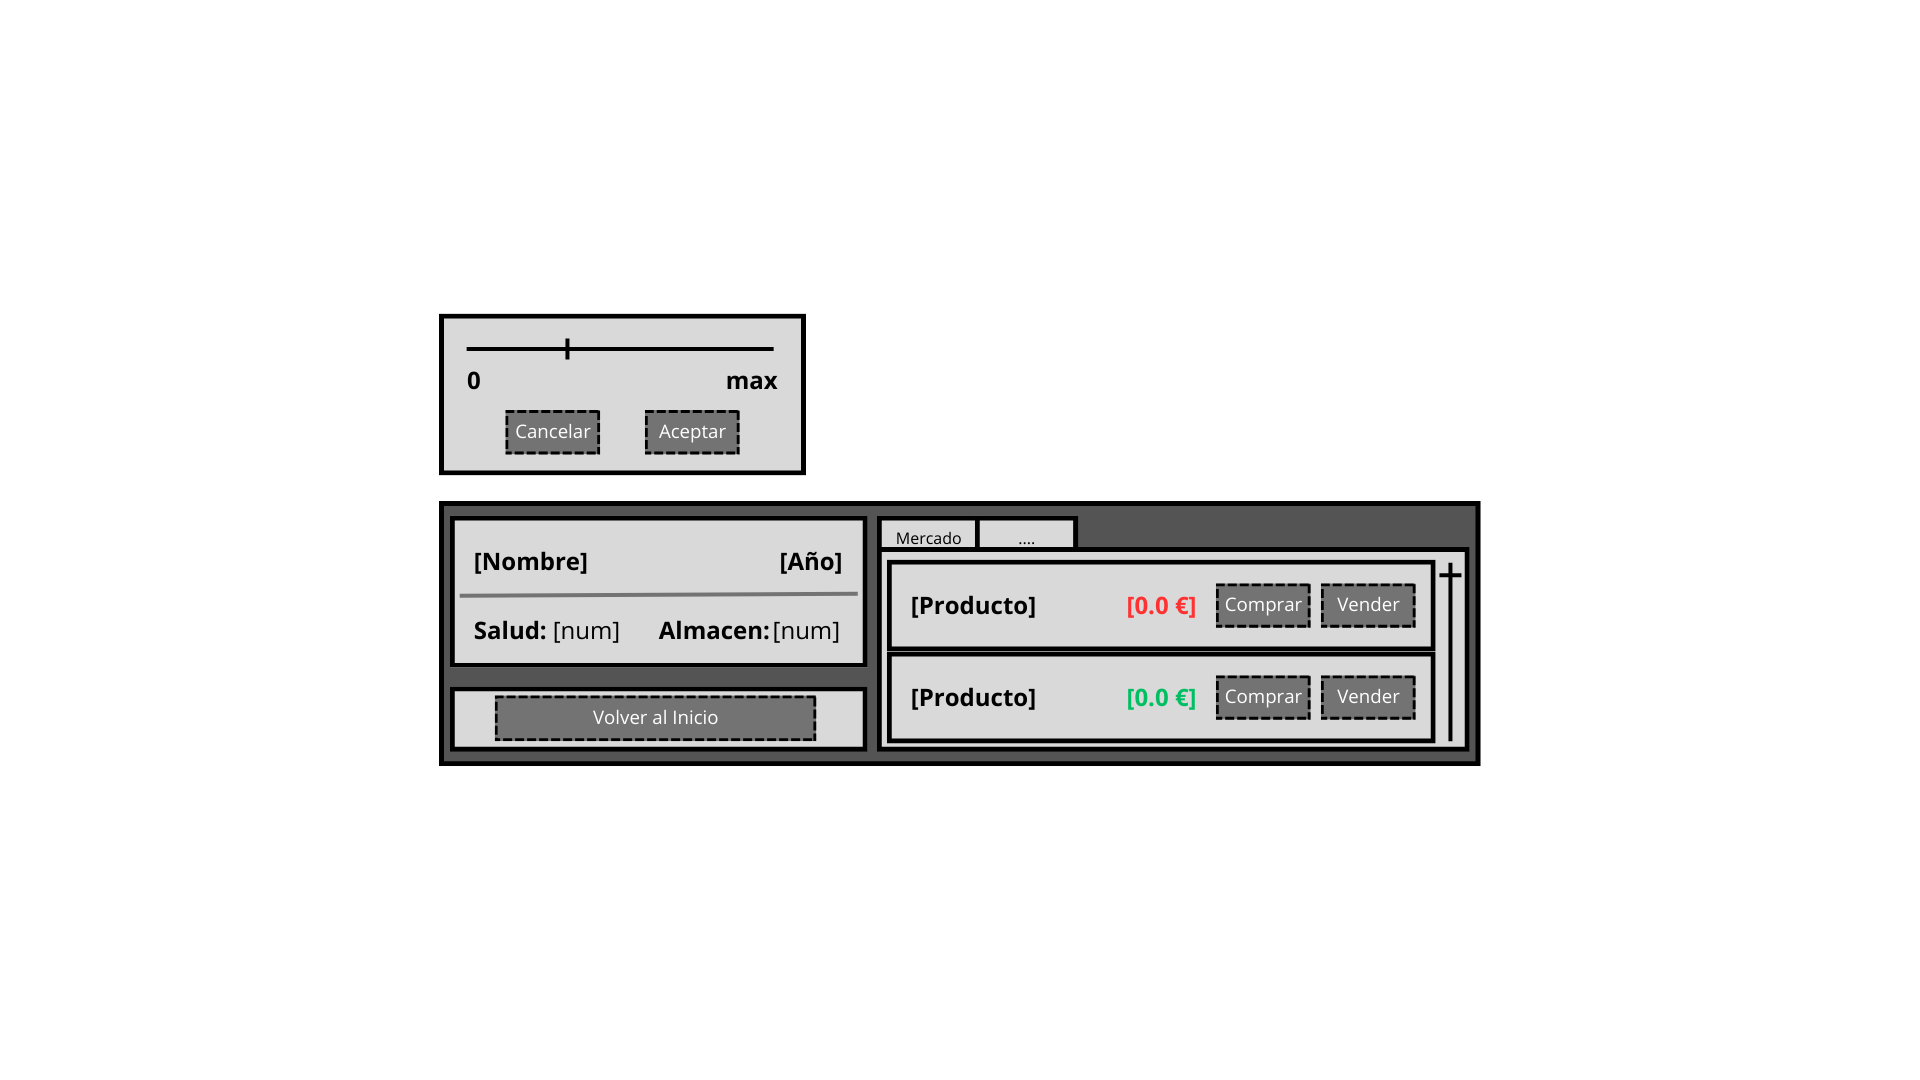 0 max
Cancelar Aceptar
[Nombre] [Año]
Salud: [num] Almacen: [num]
Volver al Inicio
Mercado ....
[Producto] [0.0 €] Comprar Vender
[Producto] [0.0 €] Comprar Vender